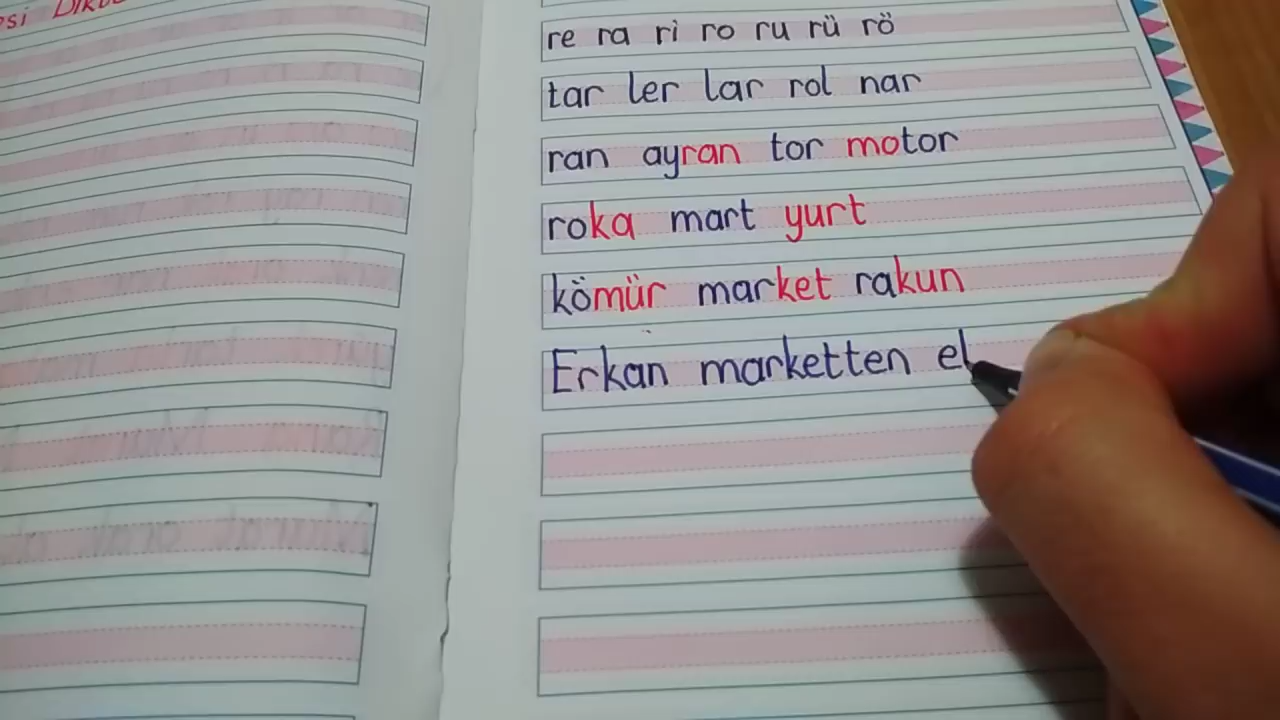 re ra ri ro ru rü rö
tar ler lar rol nar
ran ayran tor motor
roka mart yurt
kömür market rakun
Erkan marketten el